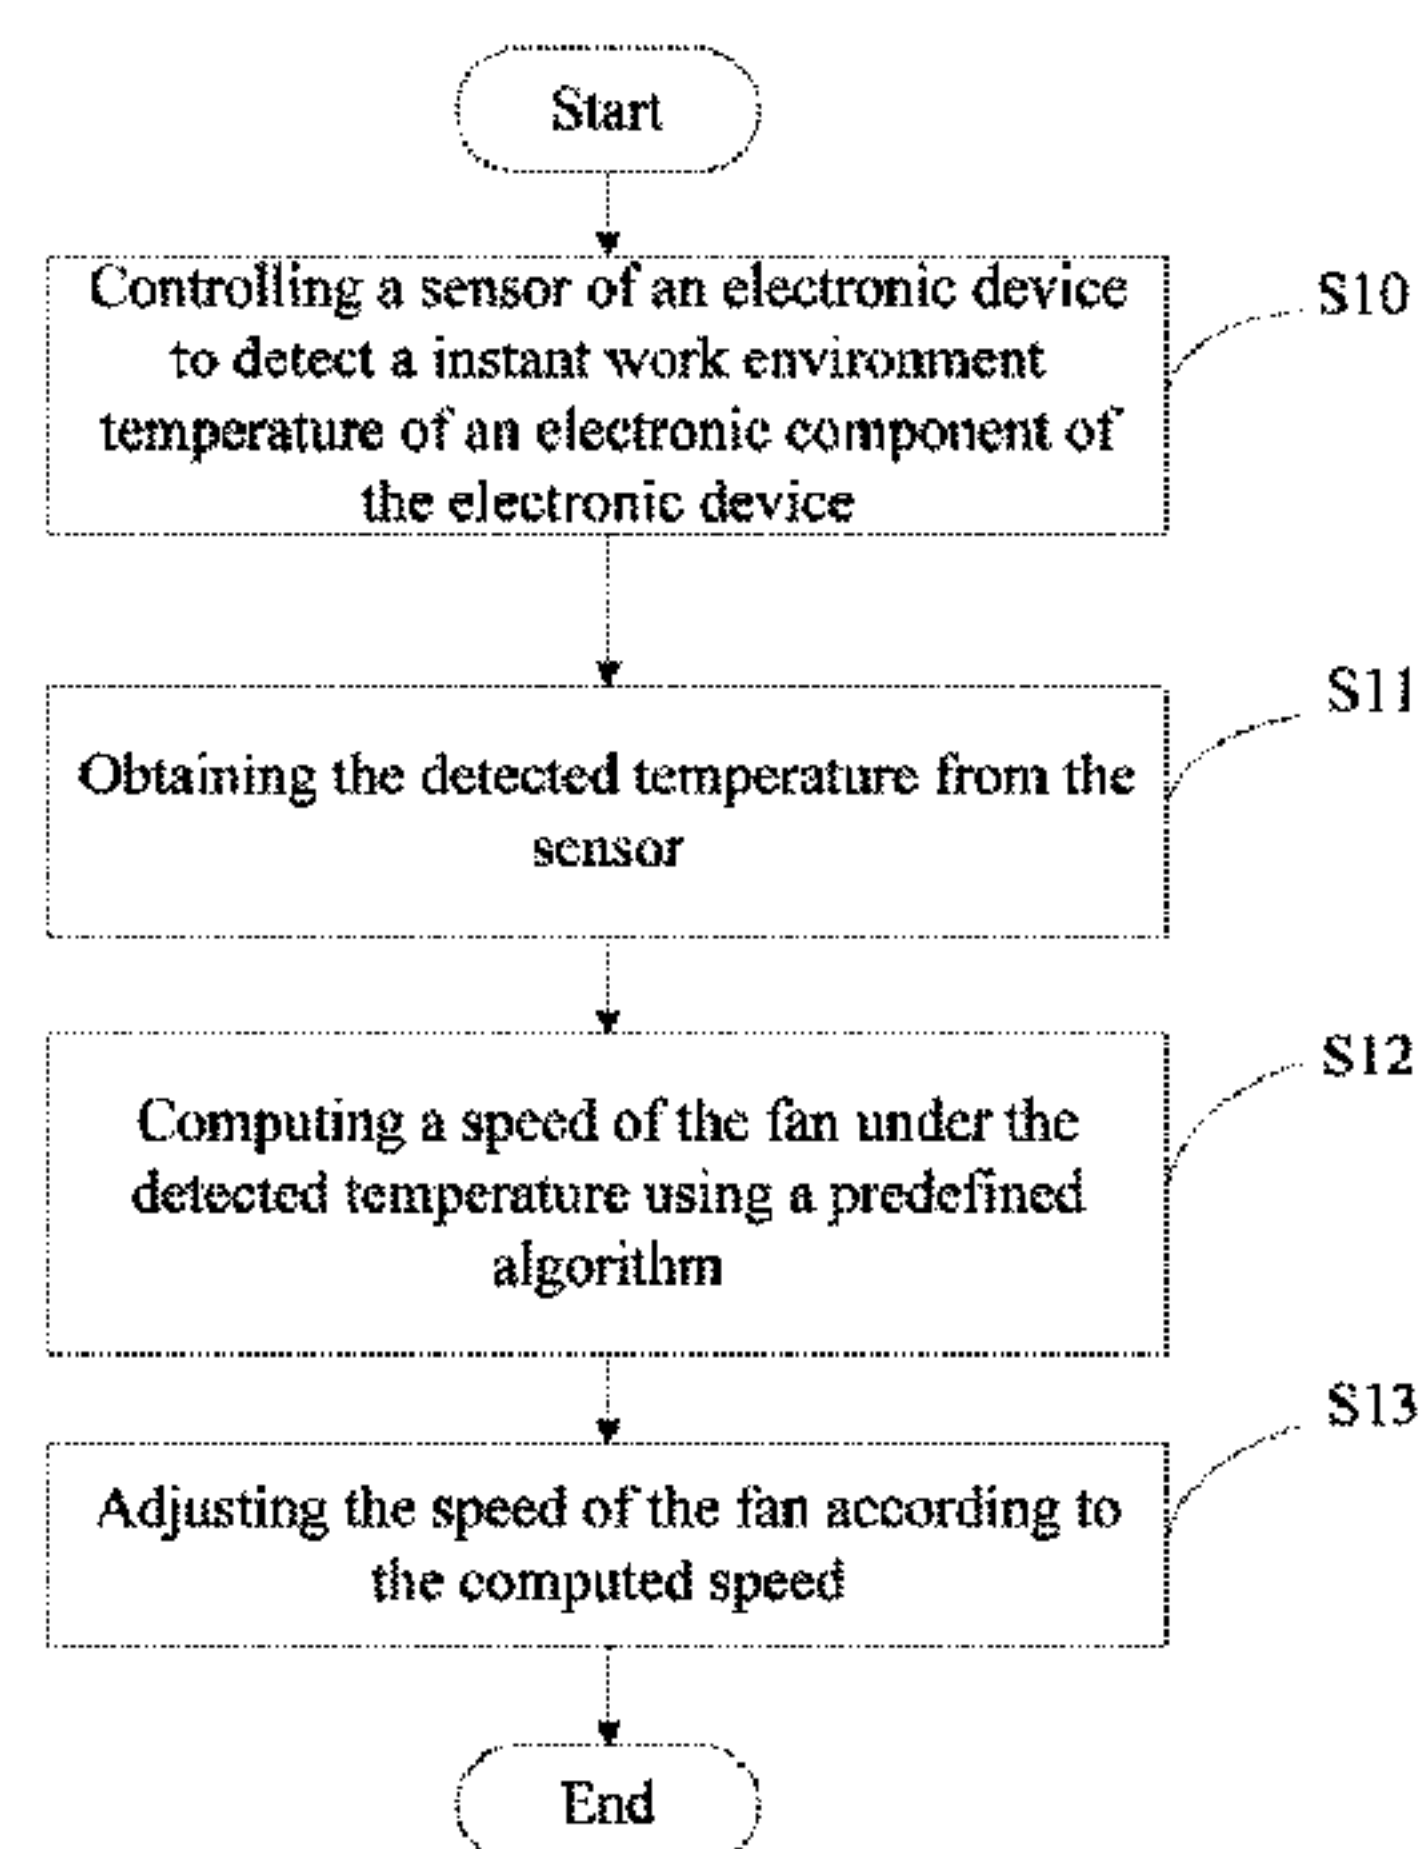 Start
Controlling a sensor of an electronic device
to detect a instant work environment
temperature of an electronic component of
the electronic device
S10
Obtaining the detected temperature from the
sensor
S11
Computing a speed of the fan under the
detected temperature using a predefined
algorithm
S12
Adjusting the speed of the fan according to
the computed speed
S13
End